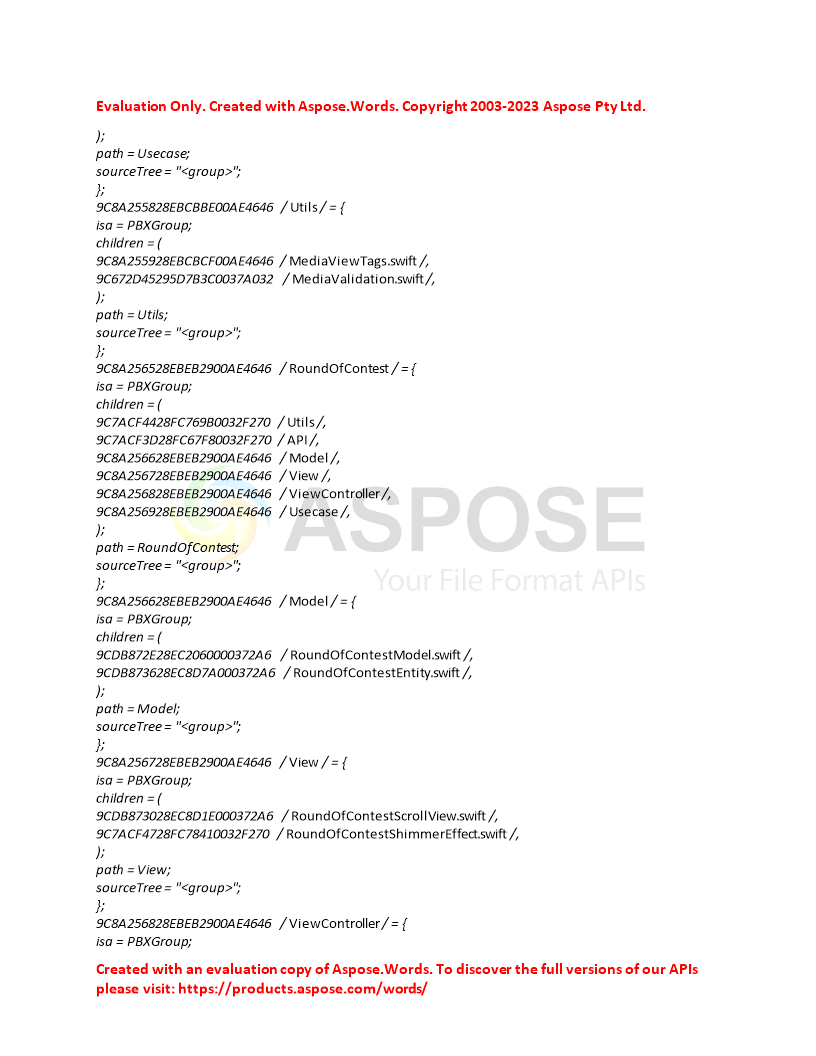 Evaluation Only. Created with Aspose.Words. Copyright 2003-2023 Aspose Pty Ltd.
);
path = Usecase;
sourceTree = "<group>";
};
9C8A255828EBCBBE00AE4646 / Utils / = {
isa = PBXGroup;
children = (
9C8A255928EBCBCF00AE4646 / MediaViewTags.swift /,
9C672D45295D7B3C0037A032 / MediaValidation.swift /,
);
path = Utils;
sourceTree = "<group>";
};
9C8A256528EBEB2900AE4646 / RoundOfContest / = {
isa = PBXGroup;
children = (
9C7ACF4428FC769B0032F270 / Utils /,
9C7ACF3D28FC67F80032F270 / API /,
9C8A256628EBEB2900AE4646 / Model /,
9C8A256728EBEB2900AE4646 / View /,
9C8A256828EBEB2900AE4646 / ViewController /,
9C8A256928EBEB2900AE4646 / Usecase /,
);
path = RoundOfContest;
sourceTree = "<group>";
};
9C8A256628EBEB2900AE4646 / Model / = {
isa = PBXGroup;
children = (
9CDB872E28EC2060000372A6 / RoundOfContestModel.swift /,
9CDB873628EC8D7A000372A6 / RoundOfContestEntity.swift /,
);
path = Model;
sourceTree = "<group>";
};
9C8A256728EBEB2900AE4646 / View / = {
isa = PBXGroup;
children = (
9CDB873028EC8D1E000372A6 / RoundOfContestScrollView.swift /,
9C7ACF4728FC78410032F270 / RoundOfContestShimmerEffect.swift /,
);
path = View;
sourceTree = "<group>";
};
9C8A256828EBEB2900AE4646 / ViewController / = {
isa = PBXGroup;
ASPOSE
Your File Format APIs
Created with an evaluation copy of Aspose.Words. To discover the full versions of our APIs
please visit: https://products.aspose.com/words/